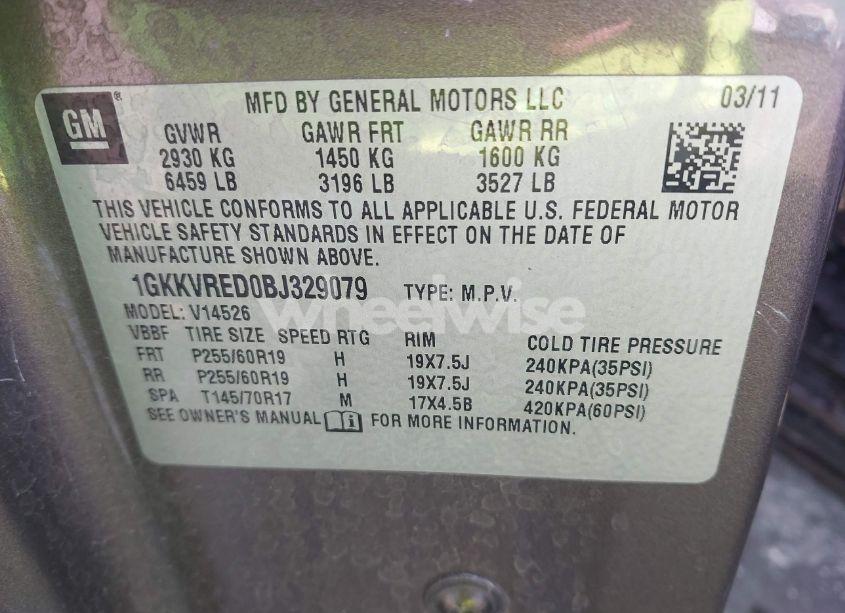 GM
®
MFD BY GENERAL MOTORS LLC 03/11
GVWR GAWR FRT GAWR RR
2930 KG 1450 KG 1600 KG
6459 LB 3196 LB 3527 LB
THIS VEHICLE CONFORMS TO ALL APPLICABLE U.S. FEDERAL MOTOR
VEHICLE SAFETY STANDARDS IN EFFECT ON THE DATE OF
MANUFACTURE SHOWN ABOVE.
1GKKVRED0BJ329079 TYPE: M.P.V.
wheelwise
MODEL: V14526
VBBF TIRE SIZE SPEED RTG RIM COLD TIRE PRESSURE
FRT P255/60R19 H 19X7.5J 240KPA(35PSI)
RR P255/60R19 H 19X7.5J 240KPA(35PSI)
SPA T145/70R17 M 17X4.5B 420KPA(60PSI)
SEE OWNER'S MANUAL i FOR MORE INFORMATION.